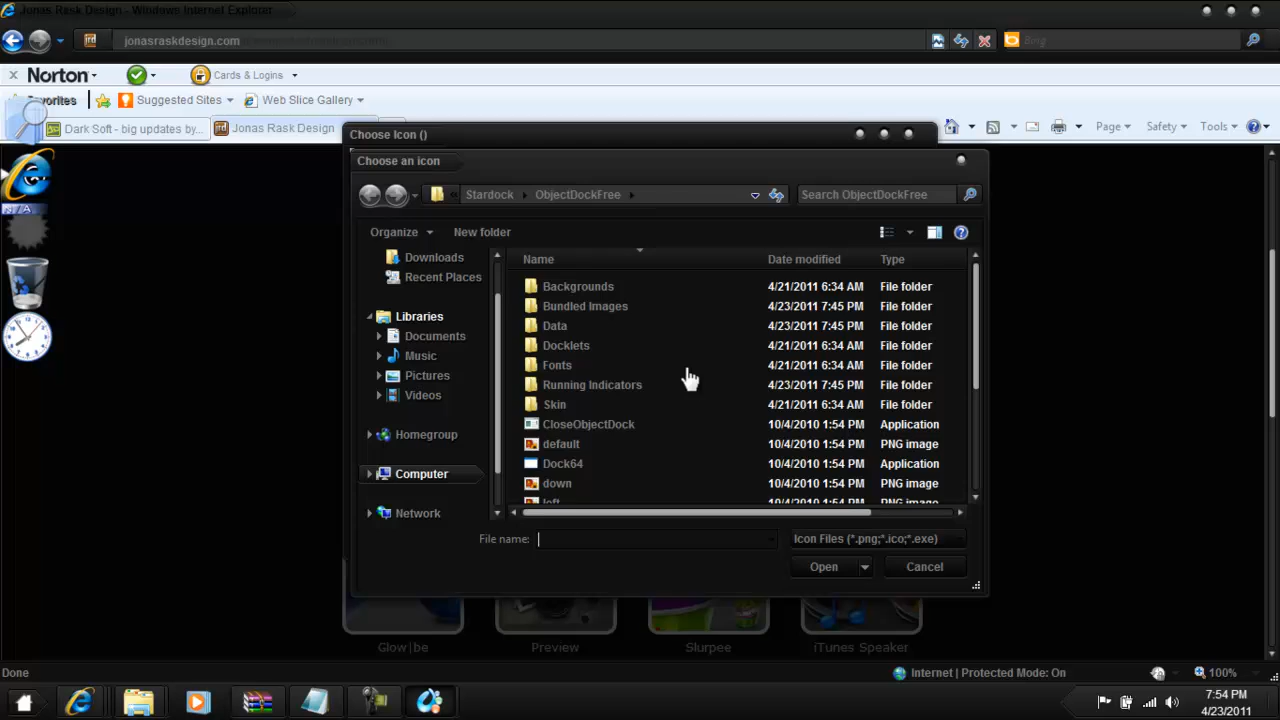 Jonas Rask Design - Windows Internet Explorer
jonasraskdesign.com
Bing
Norton
Cards & Logins
Favorites
Suggested Sites
Web Slice Gallery
Dark Soft - big updates by...
Jonas Rask Design
Page
Safety
Tools
Choose Icon ()
Choose an icon
N/A
« Stardock
ObjectDockFree
Search ObjectDockFree
Organize
New folder
Downloads
Recent Places
Libraries
Documents
Music
Pictures
Videos
Homegroup
Computer
Network
Name Date modified Type
Backgrounds 4/21/2011 6:34 AM File folder
Bundled Images 4/23/2011 7:45 PM File folder
Data 4/23/2011 7:45 PM File folder
Docklets 4/21/2011 6:34 AM File folder
Fonts 4/21/2011 6:34 AM File folder
Running Indicators 4/23/2011 7:45 PM File folder
Skin 4/21/2011 6:34 AM File folder
CloseObjectDock 10/4/2010 1:54 PM Application
default 10/4/2010 1:54 PM PNG image
Dock64 10/4/2010 1:54 PM Application
down 10/4/2010 1:54 PM PNG image
left 10/4/2010 1:54 PM PNG image
File name:
Icon Files (*.png;*.ico;*.exe)
Open
Cancel
Glow|be
Preview
Slurpee
iTunes Speaker
Done
Internet | Protected Mode: On
100%
7:54 PM
4/23/2011